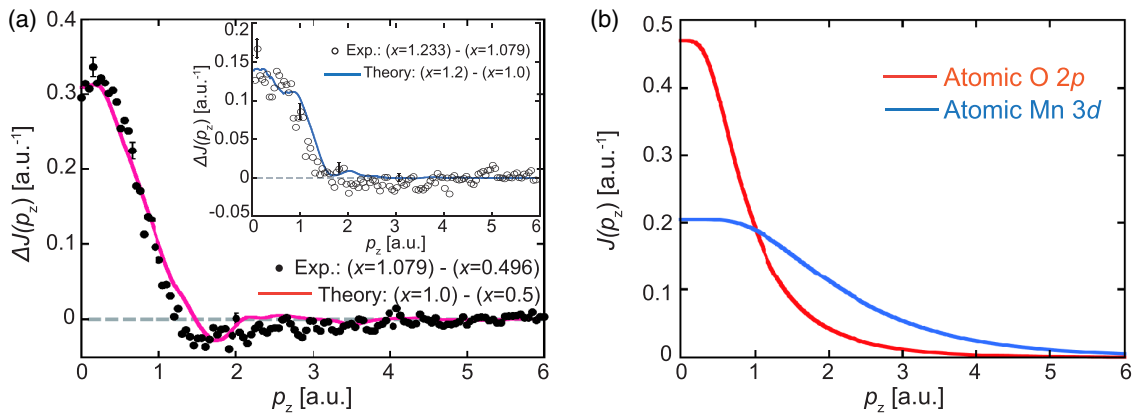 (a)
ΔJ(p_z) [a.u.⁻¹]
0.3
0.2
0.1
0
0 1 2 3 4 5 6
p_z [a.u.]
Exp.: (x=1.079) - (x=0.496)
Theory: (x=1.0) - (x=0.5)
ΔJ(p_z) [a.u.⁻¹]
0.2
0.15
0.1
0.05
0
-0.05
0 1 2 3 4 5 6
p_z [a.u.]
Exp.: (x=1.233) - (x=1.079)
Theory: (x=1.2) - (x=1.0)
(b)
J(p_z) [a.u.⁻¹]
0.5
0.4
0.3
0.2
0.1
0
0 1 2 3 4 5 6
p_z [a.u.]
Atomic O 2p
Atomic Mn 3d